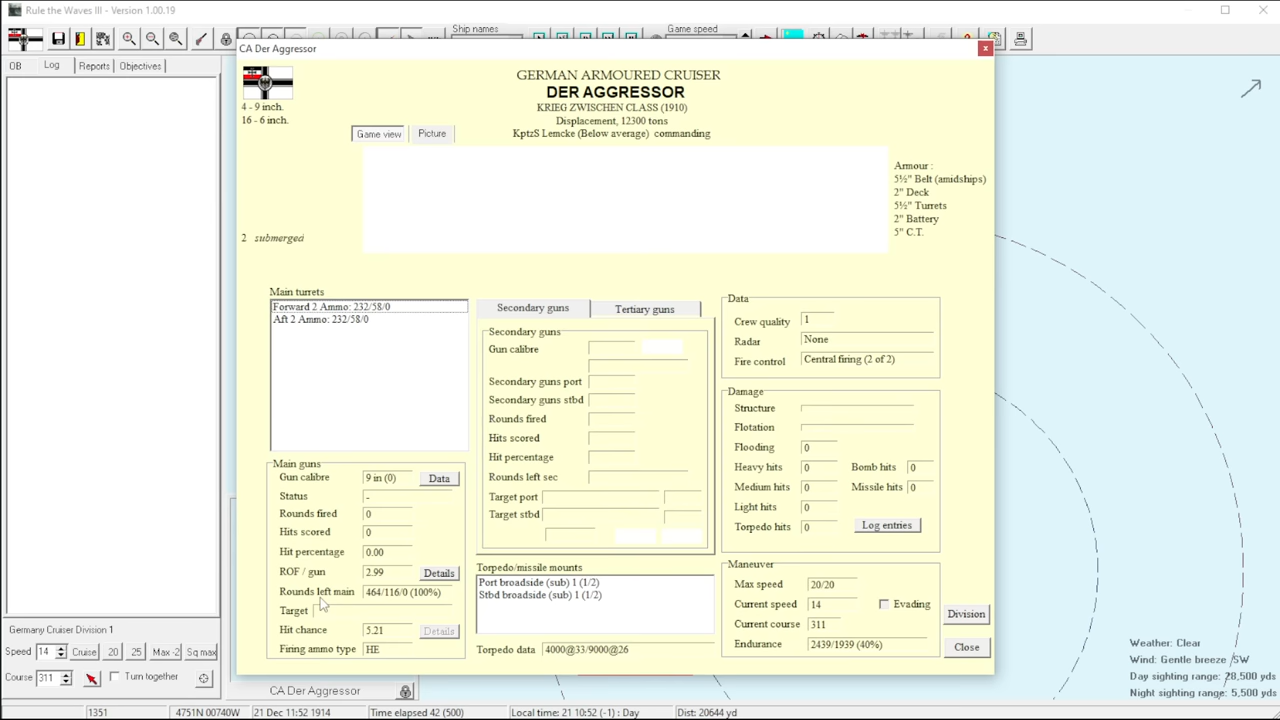 Rule the Waves III - Version 1.00.19
Ship names
Game speed
OB
Log
Reports
Objectives
CA Der Aggressor
x
4 - 9 inch.
16 - 6 inch.
GERMAN ARMOURED CRUISER
DER AGGRESSOR
KRIEG ZWISCHEN CLASS (1910)
Displacement, 12300 tons
KptzS Lemcke (Below average) commanding
Game view
Picture
Armour :
5½" Belt (amidships)
2" Deck
5½" Turrets
2" Battery
5" C.T.
2 submerged
Main turrets
Forward 2 Ammo: 232/58/0
Aft 2 Ammo: 232/58/0
Main guns
Gun calibre 9 in (0) Data
Status -
Rounds fired 0
Hits scored 0
Hit percentage 0.00
ROF / gun 2.99 Details
Rounds left main 464/116/0 (100%)
Target
Hit chance 5.21 Details
Firing ammo type HE
Secondary guns
Tertiary guns
Secondary guns
Gun calibre
Secondary guns port
Secondary guns stbd
Rounds fired
Hits scored
Hit percentage
Rounds left sec
Target port
Target stbd
Torpedo/missile mounts
Port broadside (sub) 1 (1/2)
Stbd broadside (sub) 1 (1/2)
Torpedo data 4000@33/9000@26
Data
Crew quality 1
Radar None
Fire control Central firing (2 of 2)
Damage
Structure
Flotation
Flooding 0
Heavy hits 0 Bomb hits 0
Medium hits 0 Missile hits 0
Light hits 0
Torpedo hits 0 Log entries
Maneuver
Max speed 20/20
Current speed 14 Evading
Current course 311
Endurance 2439/1939 (40%)
Division
Close
Germany Cruiser Division 1
Speed 14 Cruise 20 25 Max -2 Sq max
Course 311 Turn together
CA Der Aggressor
Weather: Clear
Wind: Gentle breeze /SW
Day sighting range: 28,500 yds
Night sighting range: 5,500 yds
1351 4751N 00740W 21 Dec 11:52 1914 Time elapsed 42 (500) Local time: 21 10:52 (-1) : Day Dist: 20644 yd